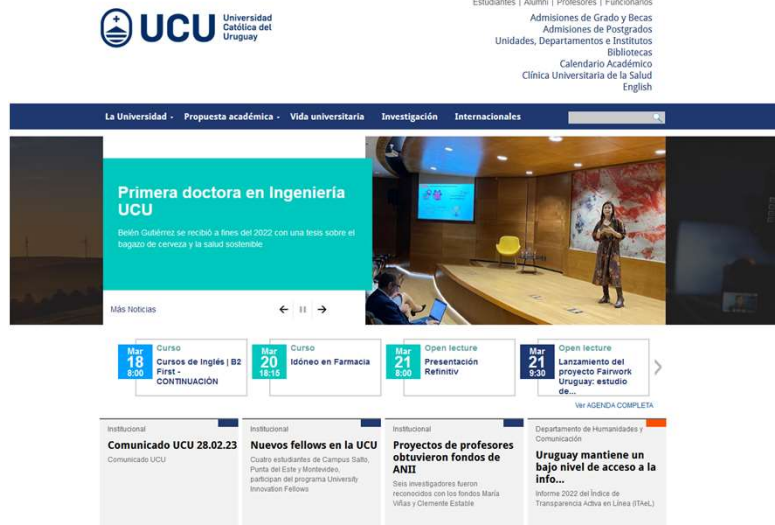 Estudiantes | Alumni | Profesores | Funcionarios
UCU
Universidad
Católica del
Uruguay
Admisiones de Grado y Becas
Admisiones de Postgrados
Unidades, Departamentos e Institutos
Bibliotecas
Calendario Académico
Clínica Universitaria de la Salud
English
La Universidad
Propuesta académica
Vida universitaria
Investigación
Internacionales
Primera doctora en Ingeniería
UCU
Belén Gutiérrez se recibió a fines del 2022 con una tesis sobre el
bagazo de cerveza y la salud sostenible
Más Noticias
Mar
18
8:00
Curso
Cursos de Inglés | B2
First -
CONTINUACIÓN
Mar
20
18:15
Curso
Idóneo en Farmacia
Mar
21
8:00
Open lecture
Presentación
Refinitiv
Mar
21
9:30
Open lecture
Lanzamiento del
proyecto Fairwork
Uruguay: estudio
de...
Ver AGENDA COMPLETA
Institucional
Comunicado UCU 28.02.23
Comunicado UCU
Institucional
Nuevos fellows en la UCU
Cuatro estudiantes de Campus Salto,
Punta del Este y Montevideo,
participan del programa University
Innovation Fellows
Institucional
Proyectos de profesores
obtuvieron fondos de
ANII
Seis investigadores fueron
reconocidos con los fondos María
Viñas y Clemente Estable
Departamento de Humanidades y
Comunicación
Uruguay mantiene un
bajo nivel de acceso a la
info...
Informe 2022 del Índice de
Transparencia Activa en Línea (ITAeL)